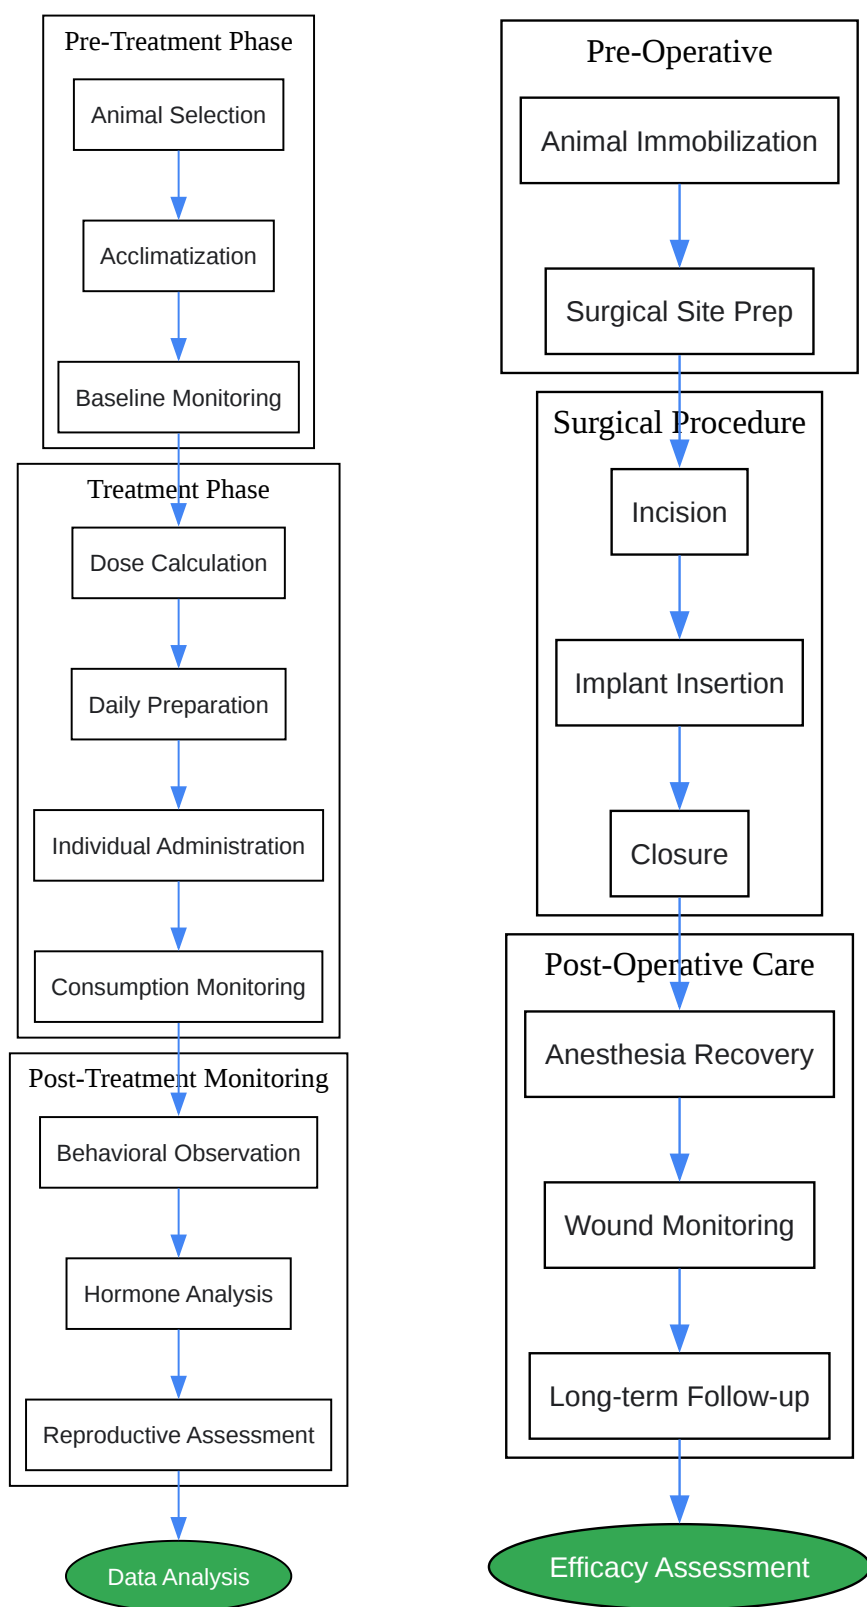 Pre-Treatment Phase
Animal Selection
Acclimatization
Baseline Monitoring
Treatment Phase
Dose Calculation
Daily Preparation
Individual Administration
Consumption Monitoring
Post-Treatment Monitoring
Behavioral Observation
Hormone Analysis
Reproductive Assessment
Data Analysis
Pre-Operative
Animal Immobilization
Surgical Site Prep
Surgical Procedure
Incision
Implant Insertion
Closure
Post-Operative Care
Anesthesia Recovery
Wound Monitoring
Long-term Follow-up
Efficacy Assessment